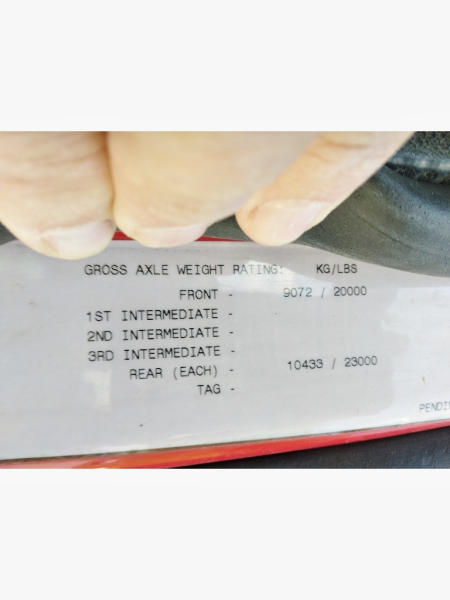 GROSS AXLE WEIGHT RATING: KG/LBS
FRONT - 9072 / 20000
1ST INTERMEDIATE -
2ND INTERMEDIATE -
3RD INTERMEDIATE -
REAR (EACH) - 10433 / 23000
TAG -